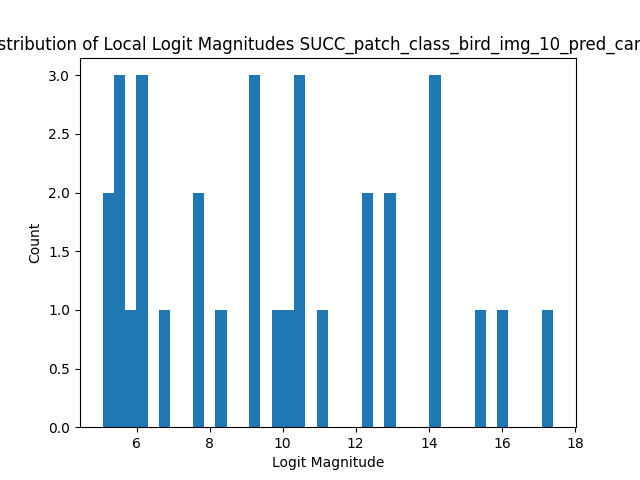 stribution of Local Logit Magnitudes SUCC_patch_class_bird_img_10_pred_car
3.0
2.5
2.0
1.5
1.0
0.5
0.0
Count
6 8 10 12 14 16 18
Logit Magnitude